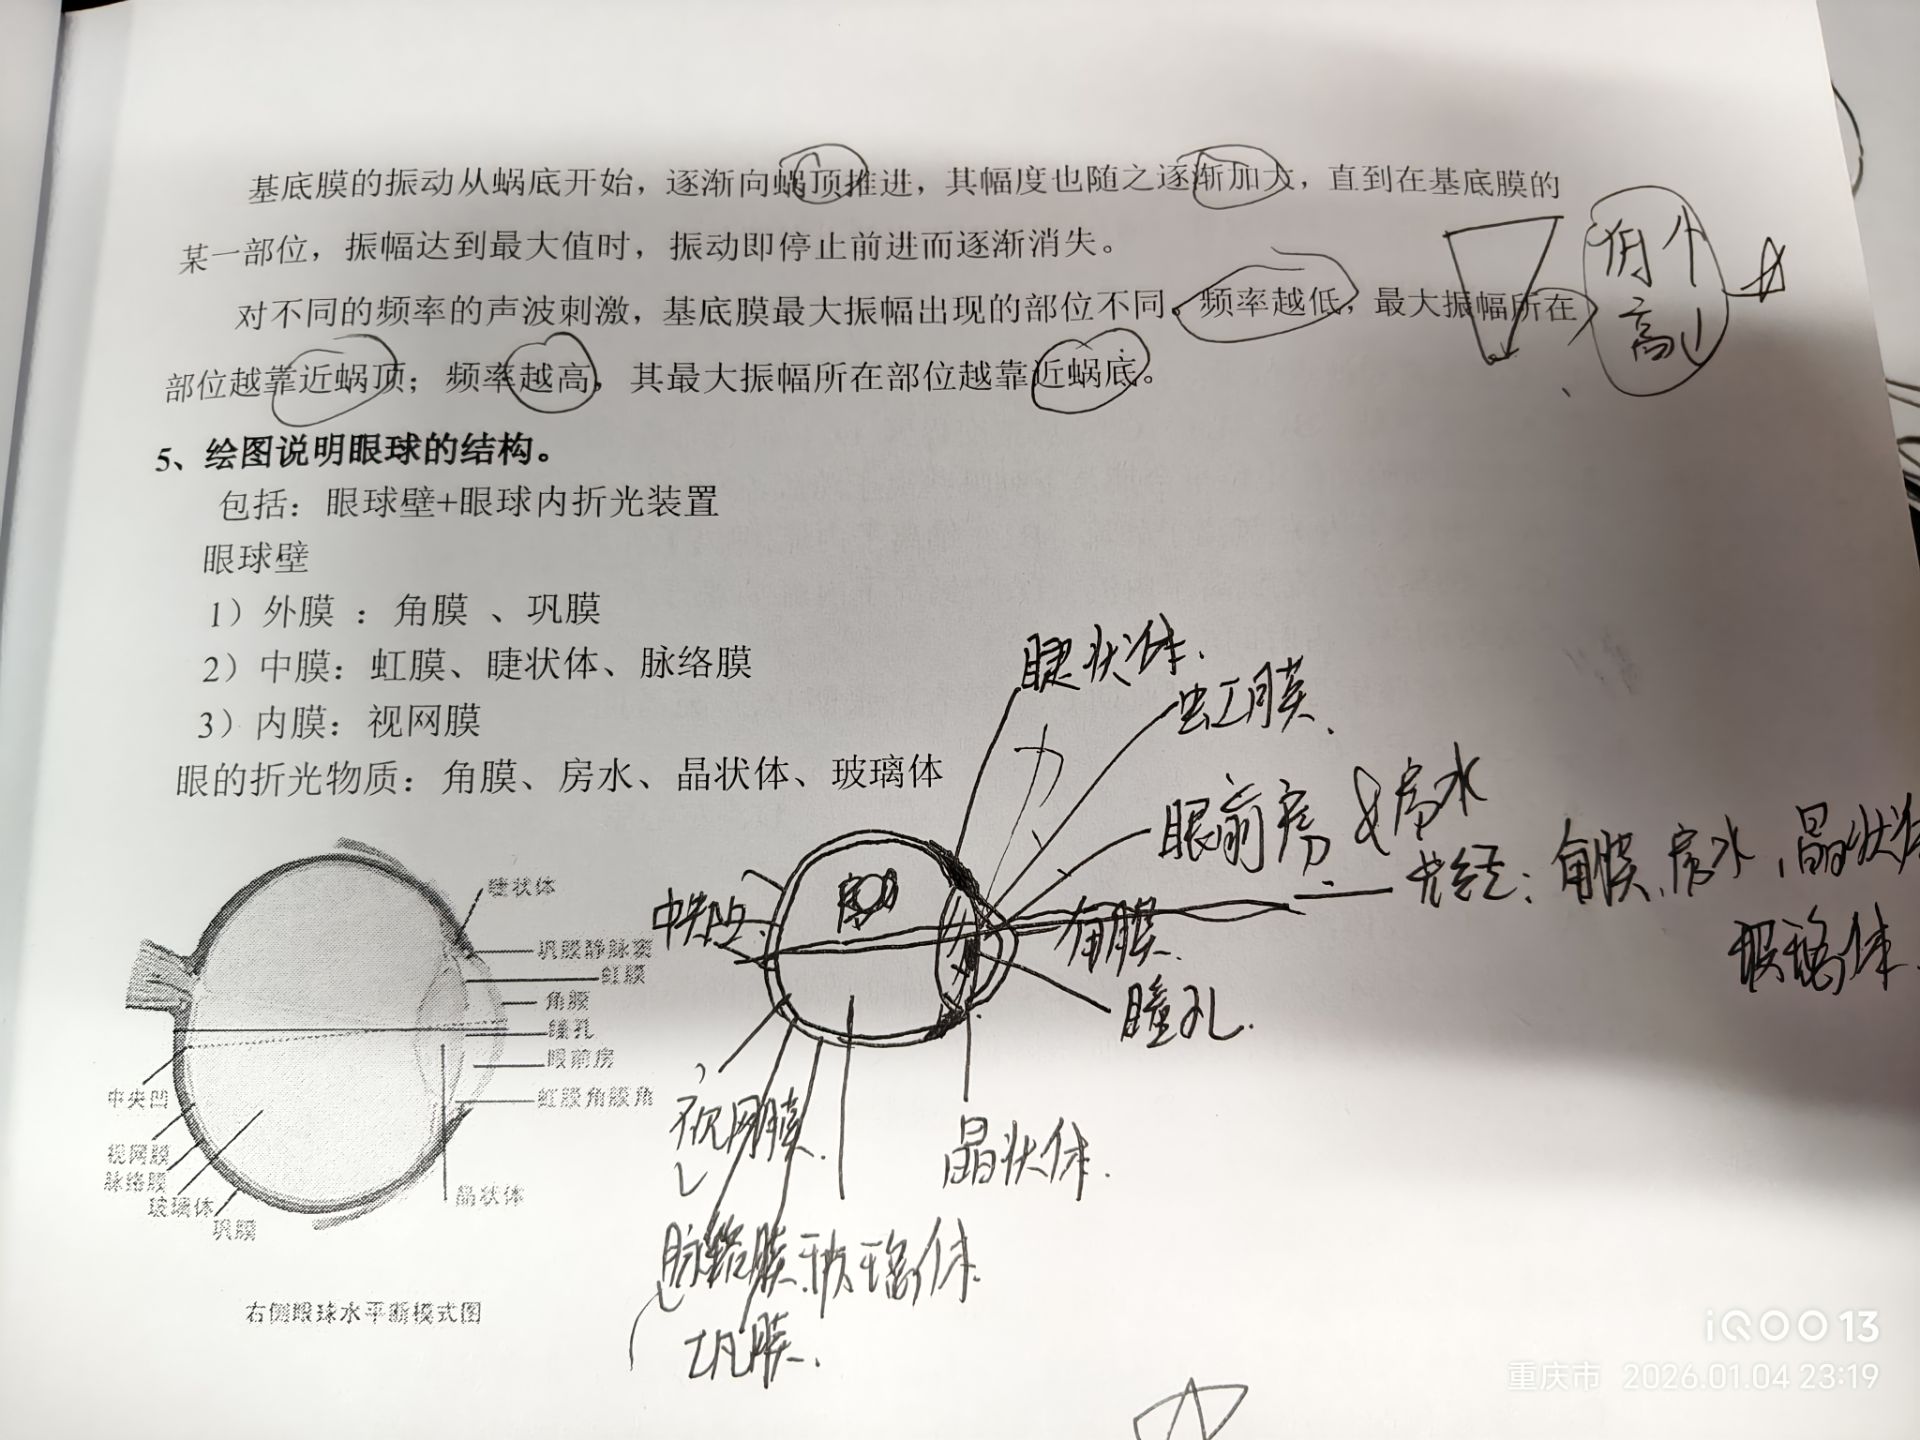 基底膜的振动从蜗底开始，逐渐向蜗顶推进，其幅度也随之逐渐加大，直到在基底膜的
某一部位，振幅达到最大值时，振动即停止前进而逐渐消失。
对不同的频率的声波刺激，基底膜最大振幅出现的部位不同。频率越低，最大振幅所在
部位越靠近蜗顶；频率越高，其最大振幅所在部位越靠近蜗底。
高
5、绘图说明眼球的结构。
包括：眼球壁+眼球内折光装置
眼球壁
1）外膜 ：角膜 、巩膜
2）中膜：虹膜、睫状体、脉络膜
3）内膜：视网膜
眼的折光物质：角膜、房水、晶状体、玻璃体
睫状体
巩膜静脉窦
虹膜
角膜
瞳孔
眼前房
虹膜角膜角
中央凹
视网膜
脉络膜
玻璃体
巩膜
晶状体
右侧眼球水平断模式图
睫状体.
虹膜.
眼前房 房水
光经：角膜、房水，晶状体
玻璃体.
中央凹
角膜.
瞳孔.
视网膜.
晶状体.
脉络膜.玻璃体.
巩膜.
iQOO 13
重庆市 2026.01.04 23:19